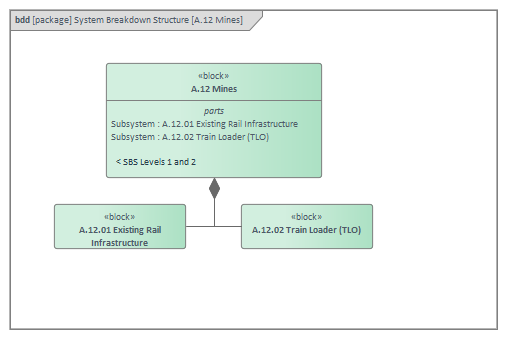 bdd [package] System Breakdown Structure [A.12 Mines]
«block»
A.12 Mines
parts
Subsystem : A.12.01 Existing Rail Infrastructure
Subsystem : A.12.02 Train Loader (TLO)
< SBS Levels 1 and 2
«block»
A.12.01 Existing Rail
Infrastructure
«block»
A.12.02 Train Loader (TLO)